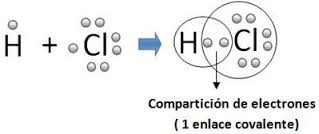 H + Cl H Cl
Compartición de electrones
( 1 enlace covalente)